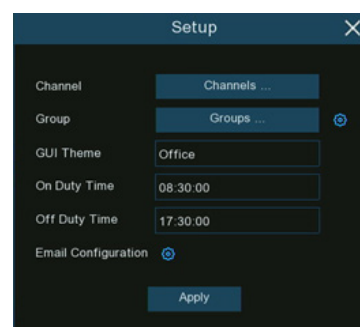 Setup
Channel Channels ...
Group Groups ...
GUI Theme Office
On Duty Time 08:30:00
Off Duty Time 17:30:00
Email Configuration
Apply